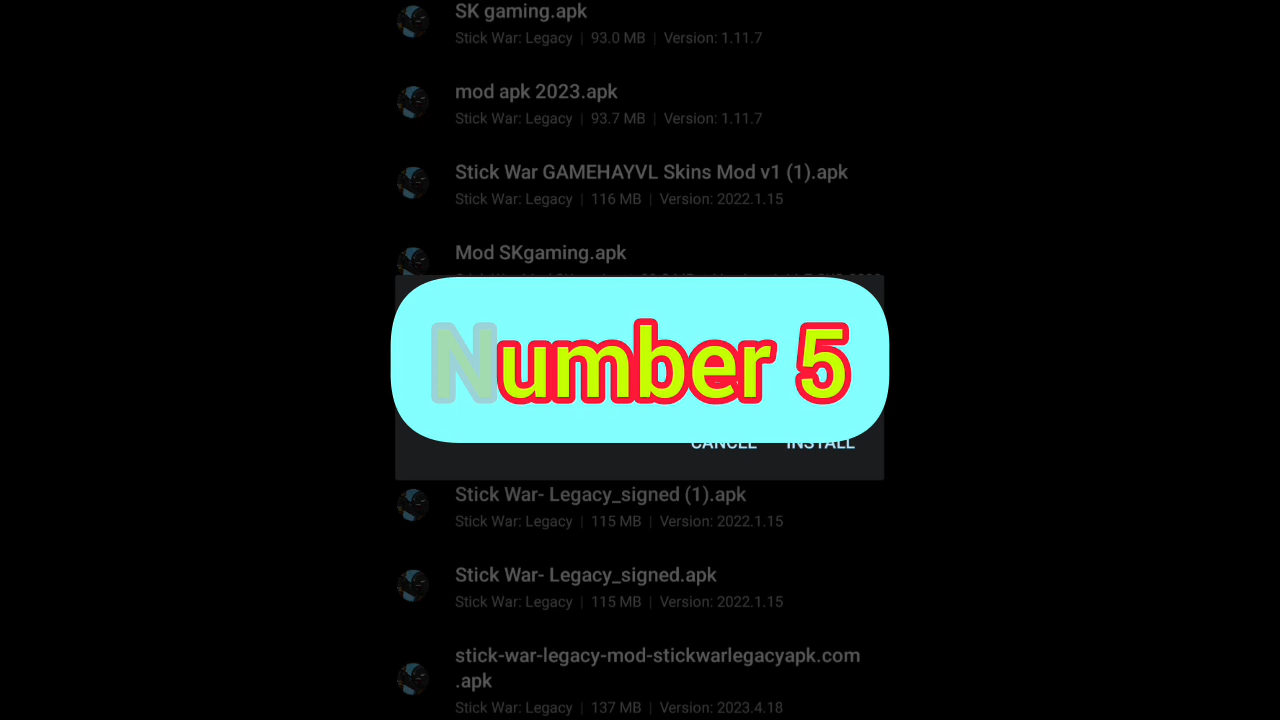 SK gaming.apk
Stick War: Legacy | 93.0 MB | Version: 1.11.7
mod apk 2023.apk
Stick War: Legacy | 93.7 MB | Version: 1.11.7
Stick War GAMEHAYVL Skins Mod v1 (1).apk
Stick War: Legacy | 116 MB | Version: 2022.1.15
Mod SKgaming.apk
Number 5
CANCEL INSTALL
Stick War- Legacy_signed (1).apk
Stick War: Legacy | 115 MB | Version: 2022.1.15
Stick War- Legacy_signed.apk
Stick War: Legacy | 115 MB | Version: 2022.1.15
stick-war-legacy-mod-stickwarlegacyapk.com
.apk
Stick War: Legacy | 137 MB | Version: 2023.4.18